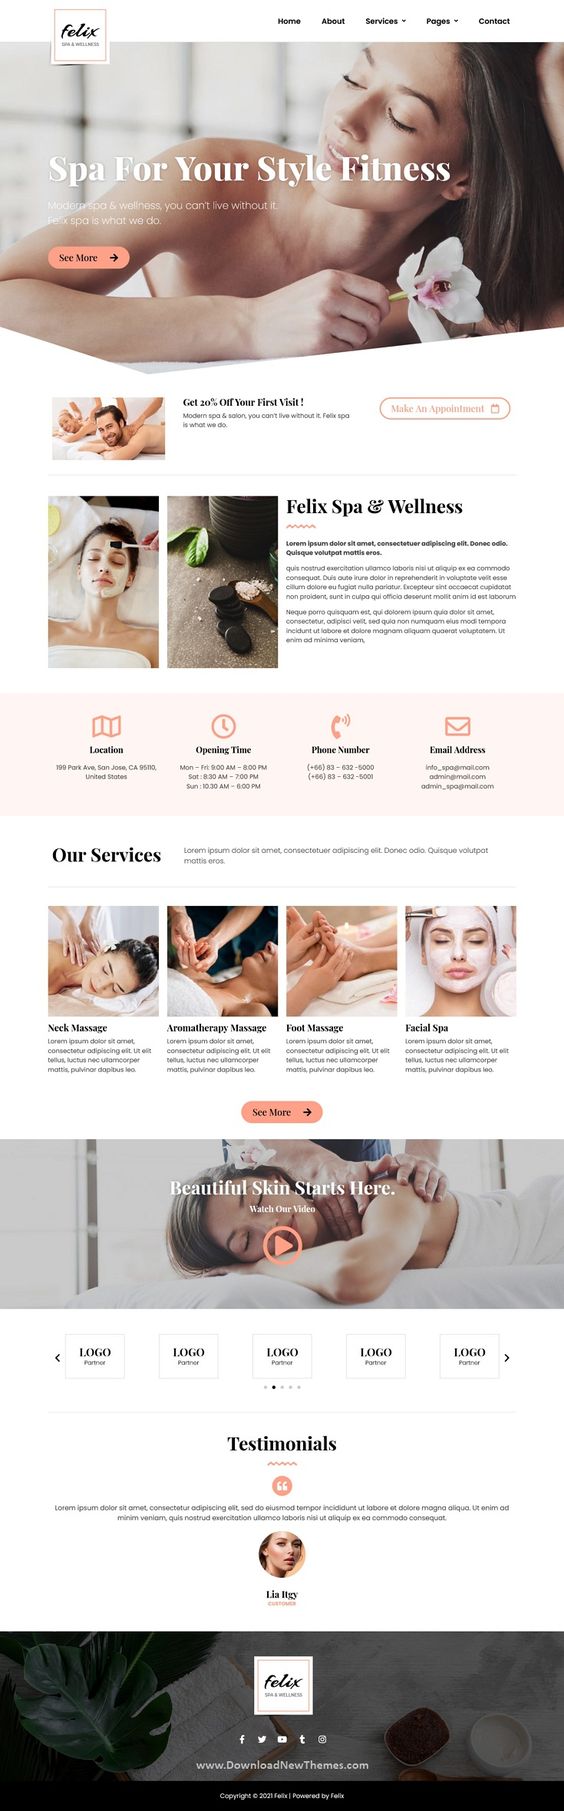 felix
SPA & WELLNESS
Home About Services Pages Contact
Spa For Your Style Fitness
Modern spa & wellness, you can't live without it.
Felix spa is what we do.
See More
Get 20% Off Your First Visit !
Modern spa & salon, you can't live without it. Felix spa
is what we do.
Make An Appointment
Felix Spa & Wellness
Lorem ipsum dolor sit amet, consectetuer adipiscing elit. Donec odio.
Quisque volutpat mattis eros.
quis nostrud exercitation ullamco laboris nisi ut aliquip ex ea commodo
consequat. Duis aute irure dolor in reprehenderit in voluptate velit esse
cillum dolore eu fugiat nulla pariatur. Excepteur sint occaecat cupidatat
non proident, sunt in culpa qui officia deserunt mollit anim id est laborum
Neque porro quisquam est, qui dolorem ipsum quia dolor sit amet,
consectetur, adipisci velit, sed quia non numquam eius modi tempora
incidunt ut labore et dolore magnam aliquam quaerat voluptatem. Ut
enim ad minima veniam,
Location
199 Park Ave, San Jose, CA 95110,
United States
Opening Time
Mon – Fri: 9:00 AM – 8:00 PM
Sat : 8:30 AM – 7:00 PM
Sun : 10.30 AM – 6:00 PM
Phone Number
(+66) 83 – 632 -5000
(+66) 83 – 632 -5001
Email Address
info_spa@mail.com
admin@mail.com
admin_spa@mail.com
Our Services
Lorem ipsum dolor sit amet, consectetuer adipiscing elit. Donec odio. Quisque volutpat
mattis eros.
Neck Massage
Lorem ipsum dolor sit amet,
consectetur adipiscing elit. Ut elit
tellus, luctus nec ullamcorper
mattis, pulvinar dapibus leo.
Aromatherapy Massage
Lorem ipsum dolor sit amet,
consectetur adipiscing elit. Ut elit
tellus, luctus nec ullamcorper
mattis, pulvinar dapibus leo.
Foot Massage
Lorem ipsum dolor sit amet,
consectetur adipiscing elit. Ut elit
tellus, luctus nec ullamcorper
mattis, pulvinar dapibus leo.
Facial Spa
Lorem ipsum dolor sit amet,
consectetur adipiscing elit. Ut elit
tellus, luctus nec ullamcorper
mattis, pulvinar dapibus leo.
See More
Beautiful Skin Starts Here.
Watch Our Video
LOGO
Partner
LOGO
Partner
LOGO
Partner
LOGO
Partner
LOGO
Partner
Testimonials
Lorem ipsum dolor sit amet, consectetur adipiscing elit, sed do eiusmod tempor incididunt ut labore et dolore magna aliqua. Ut enim ad
minim veniam, quis nostrud exercitation ullamco laboris nisi ut aliquip ex ea commodo consequat.
Lia Itgy
CUSTOMER
felix
SPA & WELLNESS
www.DownloadNewThemes.com
Copyright © 2021 Felix | Powered by Felix